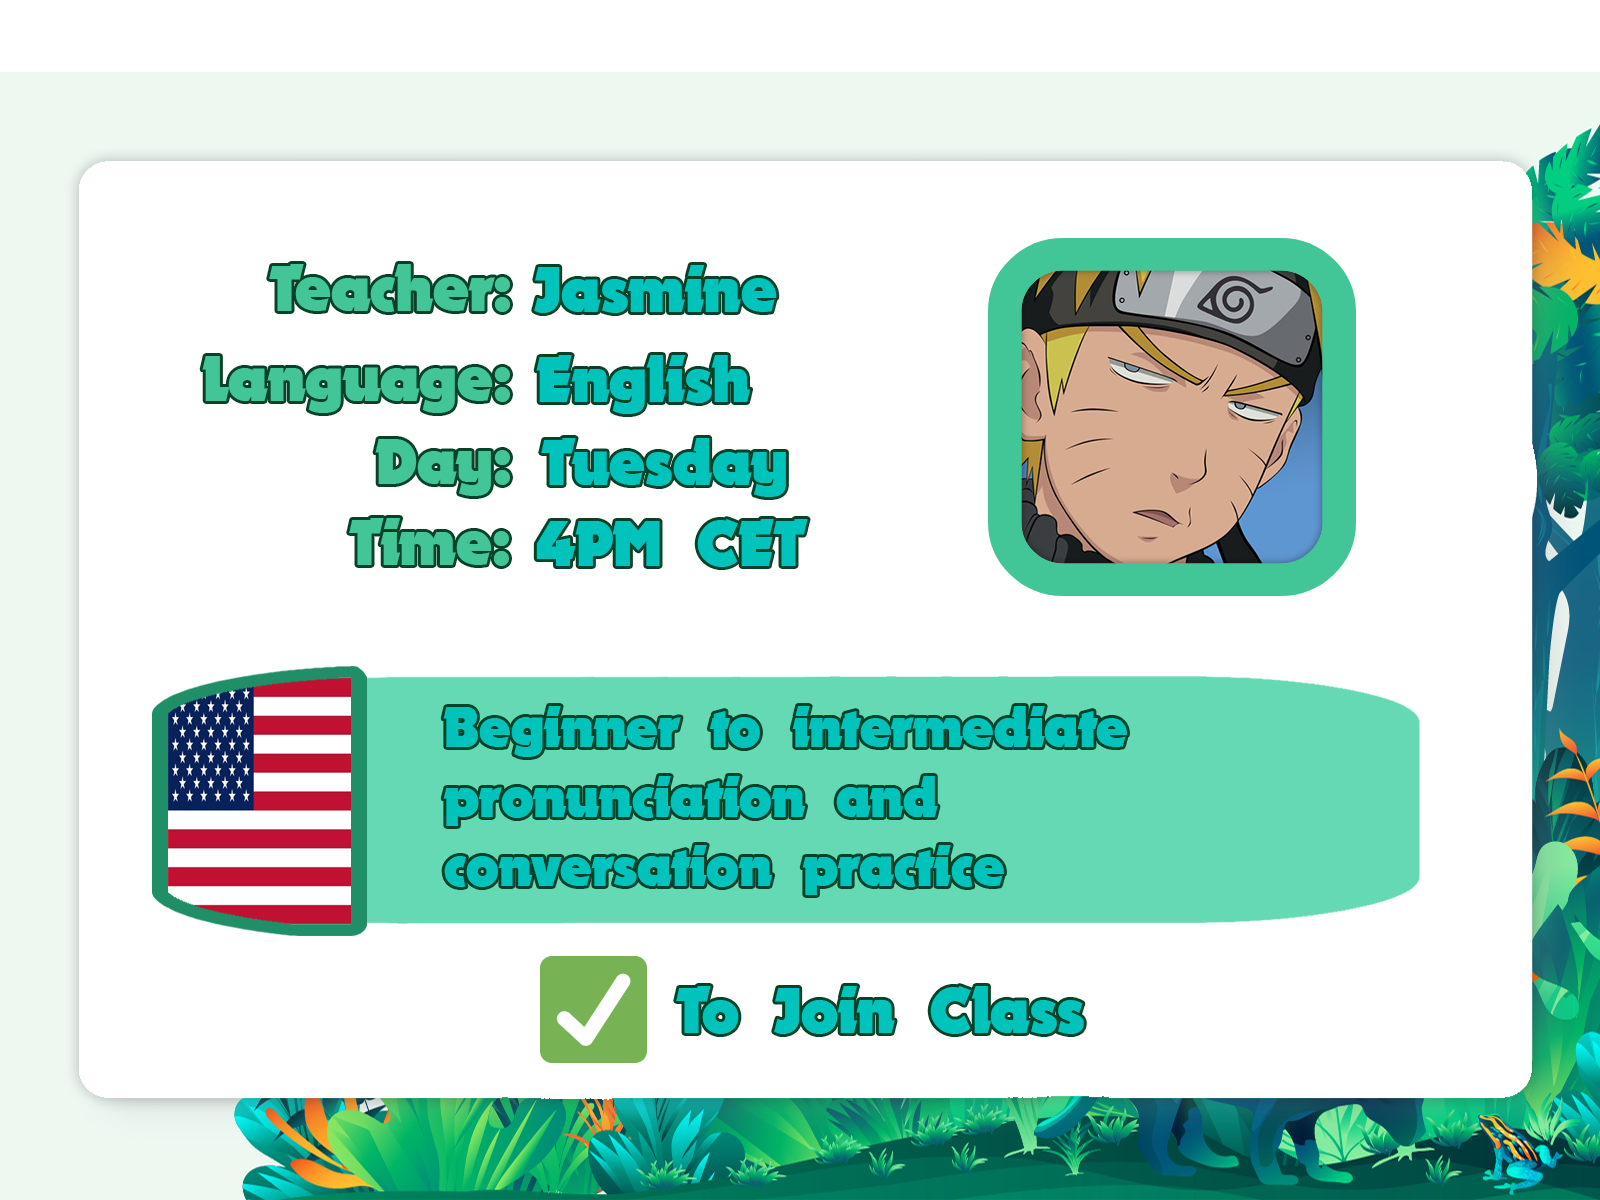 Teacher: Jasmine
Language: English
Day: Tuesday
Time: 4PM CET
Beginner to intermediate
pronunciation and
conversation practice
To Join Class